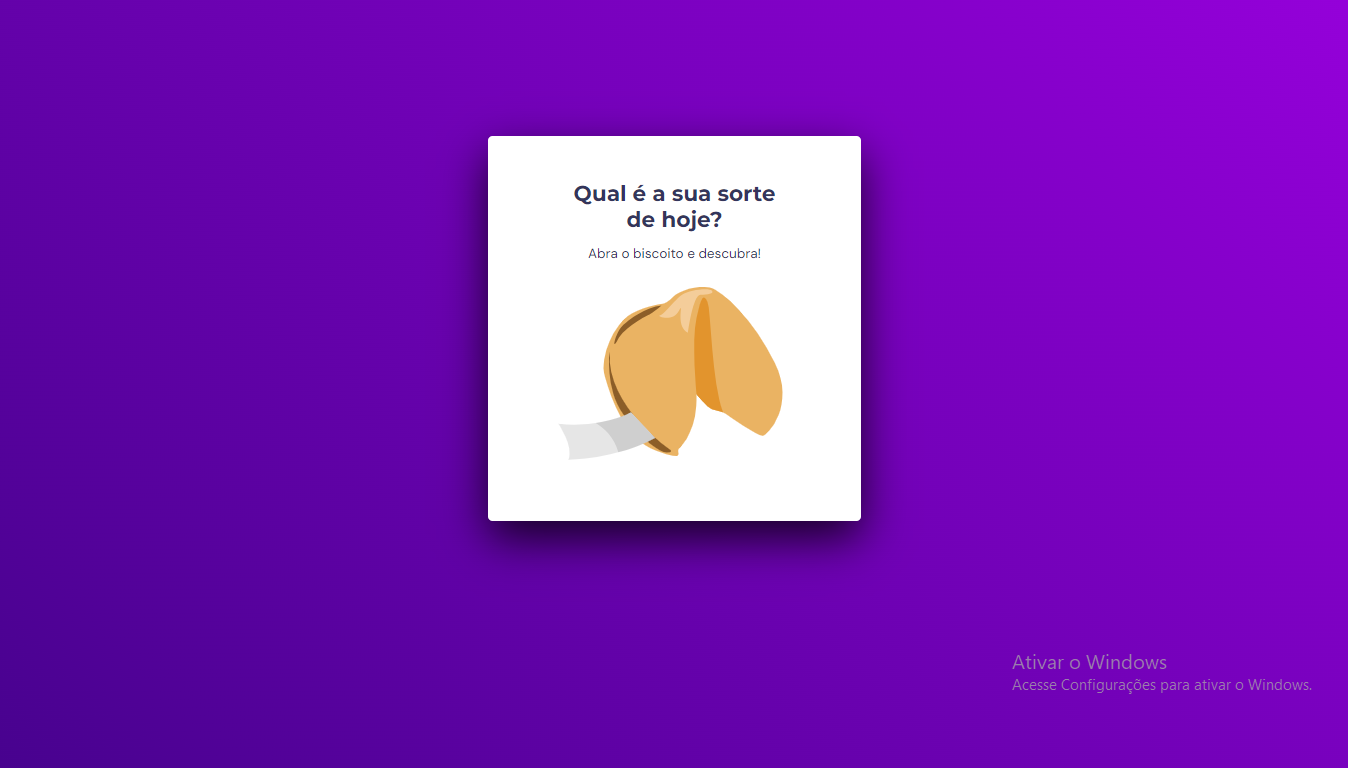 Qual é a sua sorte
de hoje?
Abra o biscoito e descubra!
Ativar o Windows
Acesse Configurações para ativar o Windows.